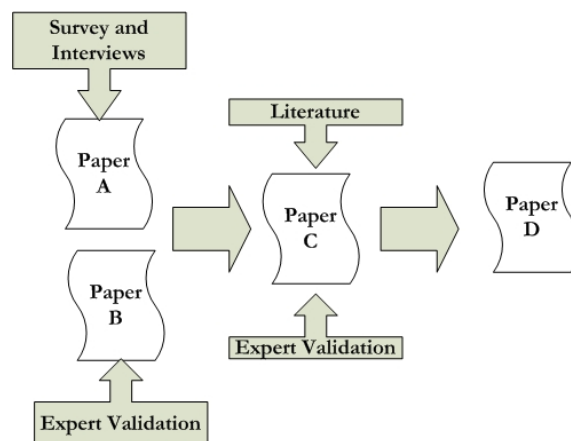 Survey and
Interviews
Paper
A
Literature
Paper
C
Paper
D
Paper
B
Expert Validation
Expert Validation